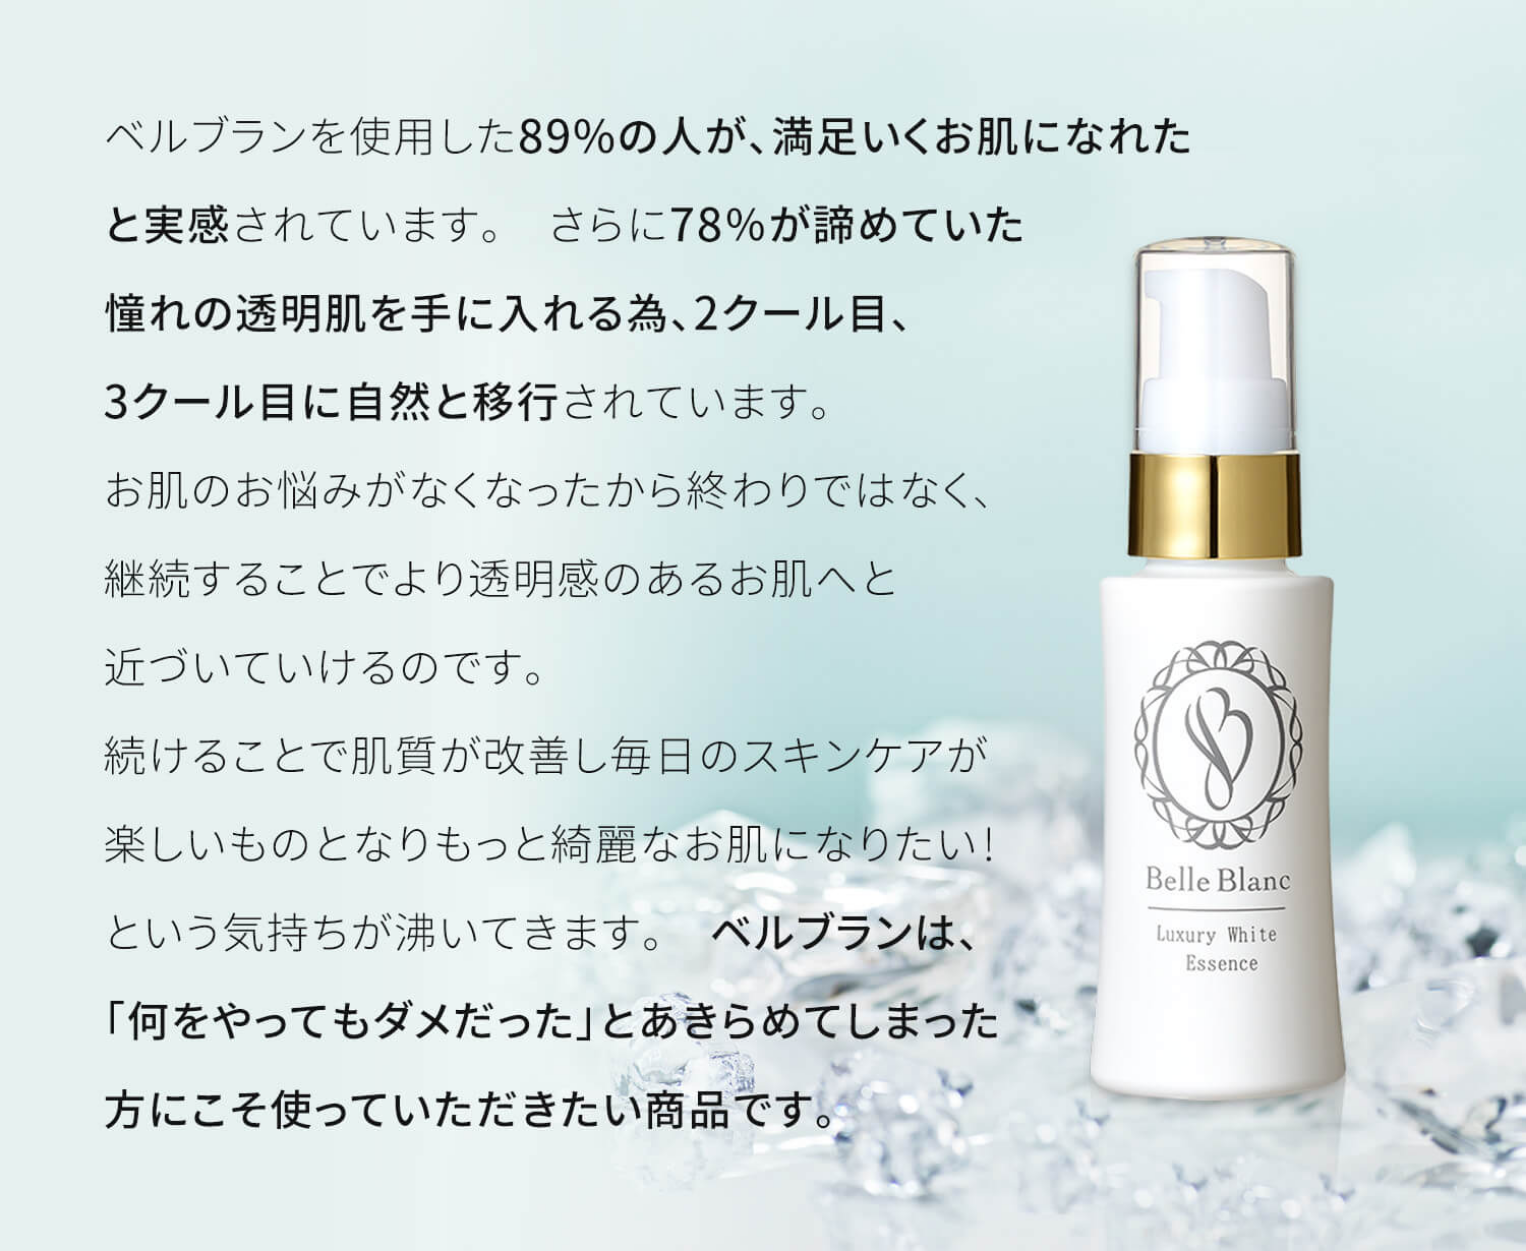 ベルブランを使用した89%の人が、満足いくお肌になれた
と実感されています。　さらに78%が諦めていた
憧れの透明肌を手に入れる為、2クール目、
3クール目に自然と移行されています。
お肌のお悩みがなくなったから終わりではなく、
継続することでより透明感のあるお肌へと
近づいていけるのです。
続けることで肌質が改善し毎日のスキンケアが
楽しいものとなりもっと綺麗なお肌になりたい！
という気持ちが沸いてきます。　ベルブランは、
「何をやってもダメだった」とあきらめてしまった
方にこそ使っていただきたい商品です。
Belle Blanc
Luxury White
Essence